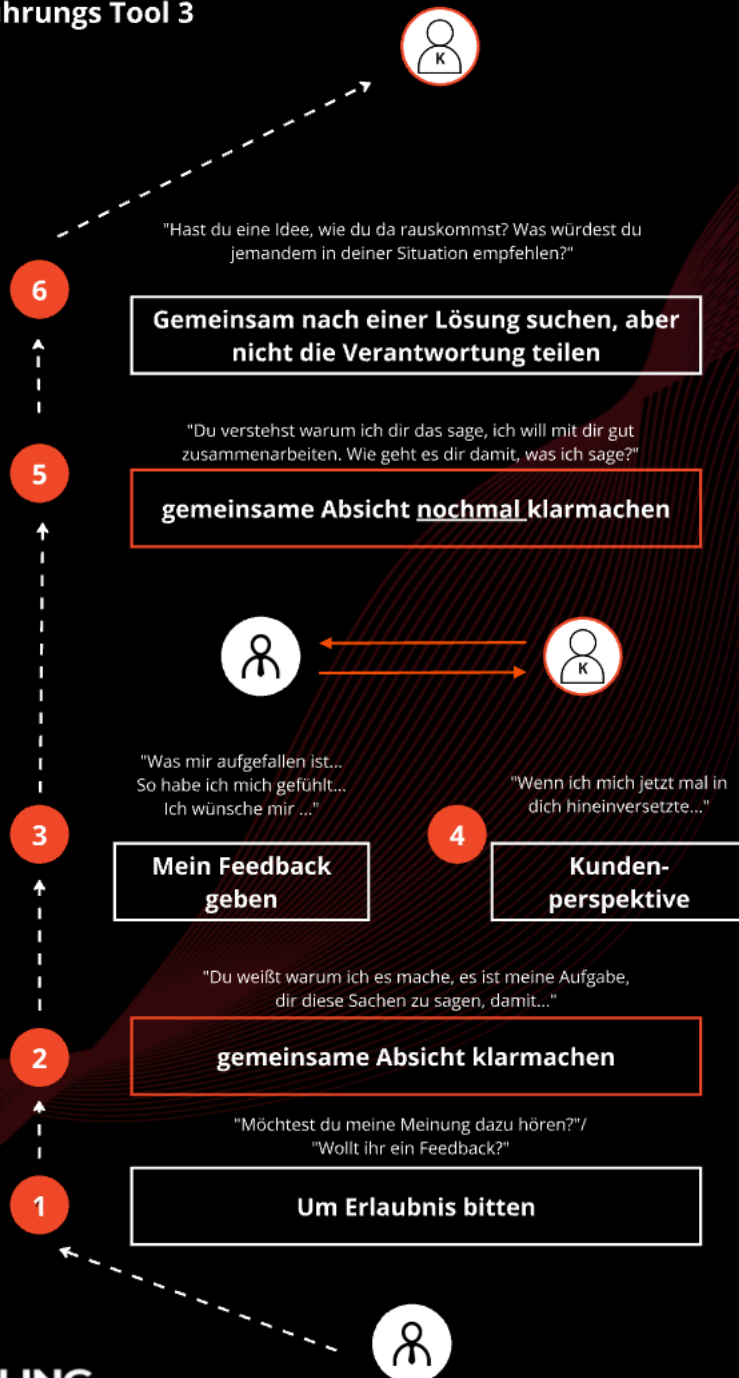 hrungs Tool 3
K
"Hast du eine Idee, wie du da rauskommst? Was würdest du
jemandem in deiner Situation empfehlen?"
6
Gemeinsam nach einer Lösung suchen, aber
nicht die Verantwortung teilen
"Du verstehst warum ich dir das sage, ich will mit dir gut
zusammenarbeiten. Wie geht es dir damit, was ich sage?"
5
gemeinsame Absicht nochmal klarmachen
K
"Was mir aufgefallen ist...
So habe ich mich gefühlt...
Ich wünsche mir ..."
3
Mein Feedback
geben
"Wenn ich mich jetzt mal in
dich hineinversetzte..."
4
Kunden-
perspektive
"Du weißt warum ich es mache, es ist meine Aufgabe,
dir diese Sachen zu sagen, damit..."
2
gemeinsame Absicht klarmachen
"Möchtest du meine Meinung dazu hören?"/
"Wollt ihr ein Feedback?"
1
Um Erlaubnis bitten